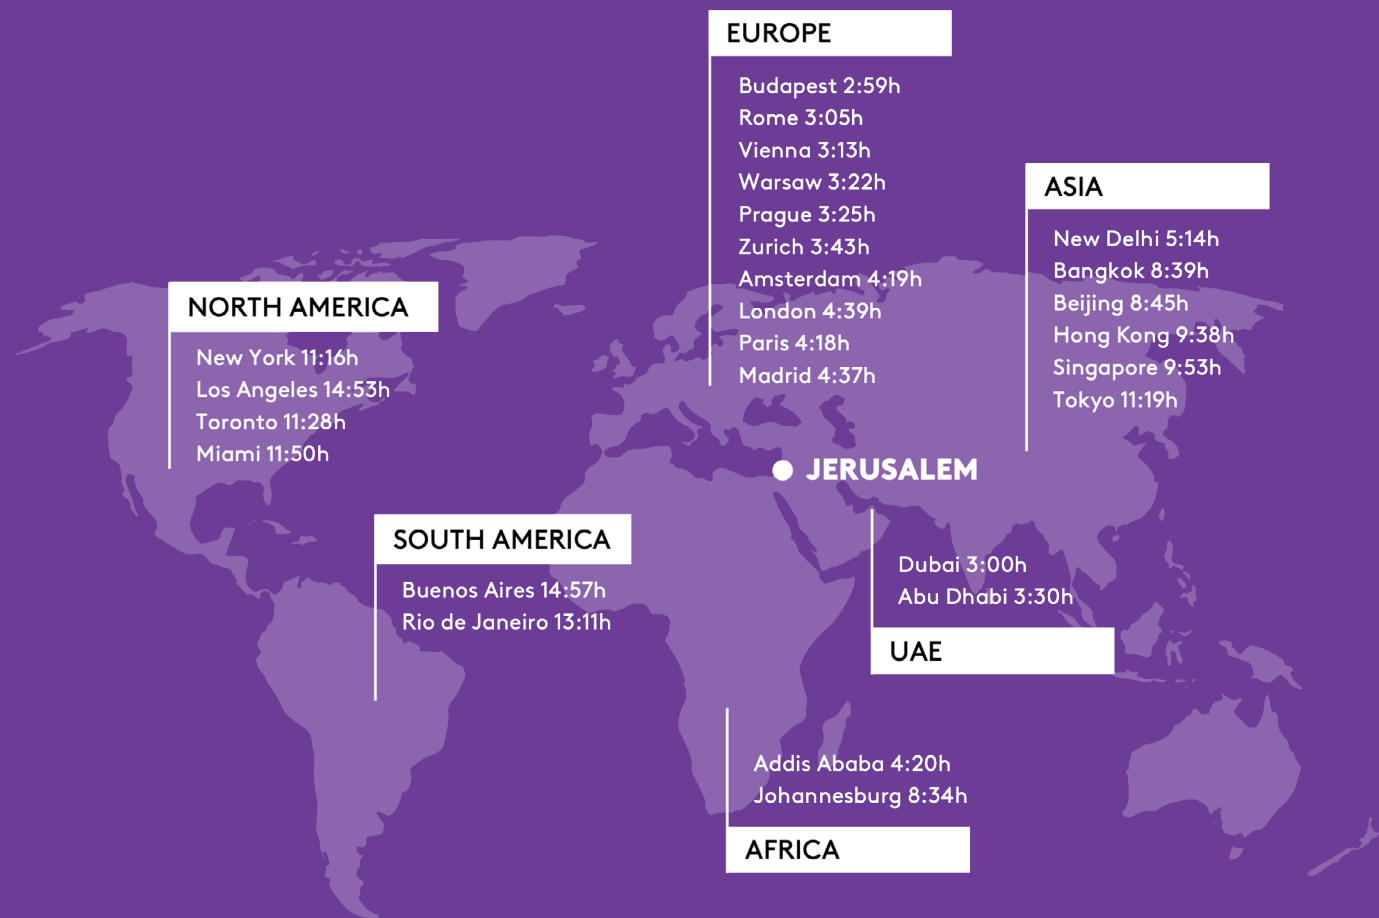 EUROPE
Budapest 2:59h
Rome 3:05h
Vienna 3:13h
Warsaw 3:22h
Prague 3:25h
Zurich 3:43h
Amsterdam 4:19h
London 4:39h
Paris 4:18h
Madrid 4:37h
ASIA
New Delhi 5:14h
Bangkok 8:39h
Beijing 8:45h
Hong Kong 9:38h
Singapore 9:53h
Tokyo 11:19h
NORTH AMERICA
New York 11:16h
Los Angeles 14:53h
Toronto 11:28h
Miami 11:50h
JERUSALEM
SOUTH AMERICA
Buenos Aires 14:57h
Rio de Janeiro 13:11h
Dubai 3:00h
Abu Dhabi 3:30h
UAE
Addis Ababa 4:20h
Johannesburg 8:34h
AFRICA